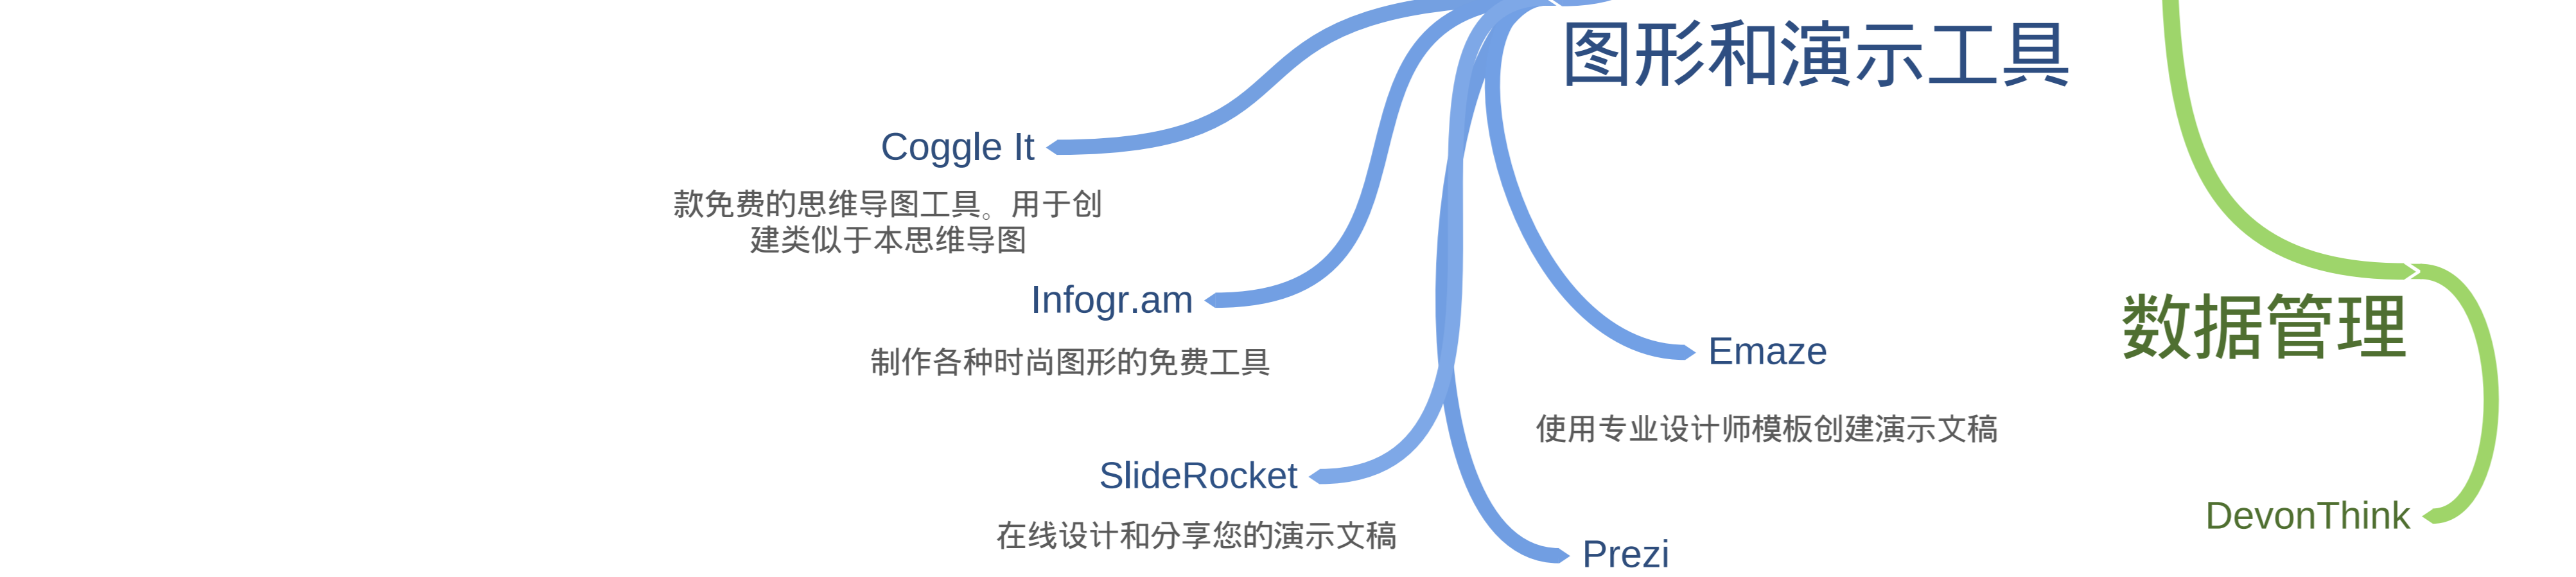 图形和演示工具
Coggle It
款免费的思维导图工具。用于创
建类似于本思维导图
Infogr.am
制作各种时尚图形的免费工具
Emaze
使用专业设计师模板创建演示文稿
SlideRocket
在线设计和分享您的演示文稿
Prezi
数据管理
DevonThink